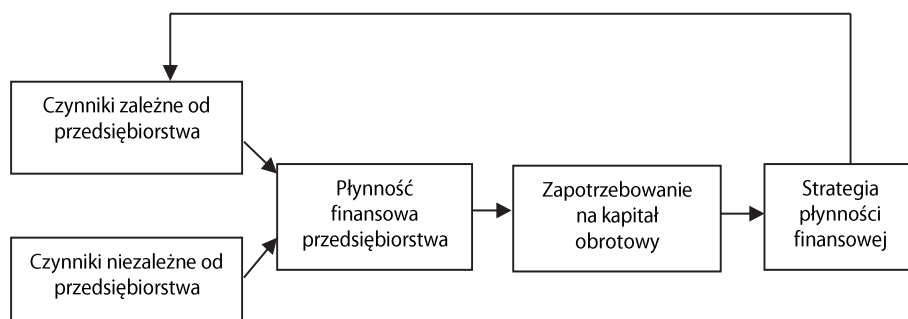 Czynniki zależne od
przedsiębiorstwa
Płynność
finansowa
przedsiębiorstwa
Zapotrzebowanie
na kapitał
obrotowy
Strategia
płynności
finansowej
Czynniki niezależne od
przedsiębiorstwa